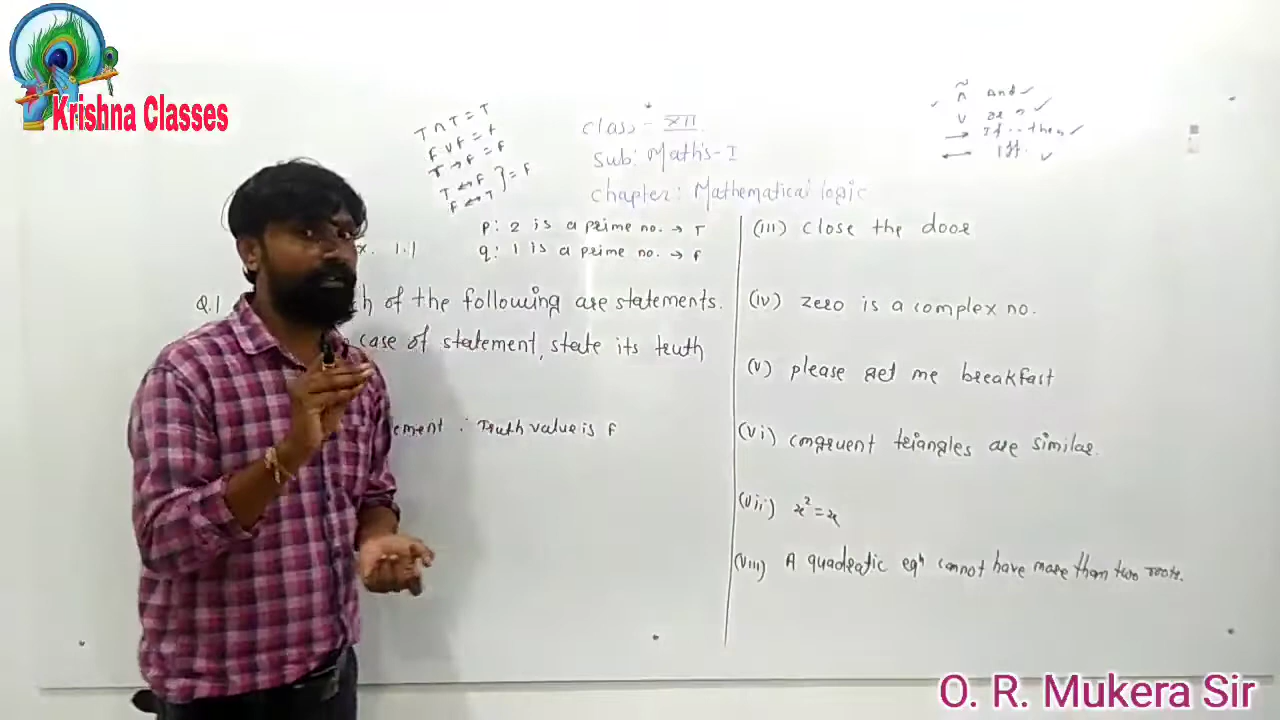 Krishna Classes
T ∧ T = T
F ∨ F = F
T → F = F
T ↔ F
F ↔ T } = F
class - XII
Sub: Maths - I
chapter: Mathematical logic
~
∧ and ✓
∨ or ✓
→ If .. then ✓
↔ Iff. ✓
p: 2 is a prime no. → T
q: 1 is a prime no. → F
1.1
Q.1 of the following are statements.
case of statement, state its truth
Truth value is F
(iii) close the door
(iv) zero is a complex no.
(v) please get me breakfast
(vi) congruent triangles are similar.
(vii) x² = x
(viii) A quadratic eqn cannot have more than two roots.
O. R. Mukera Sir